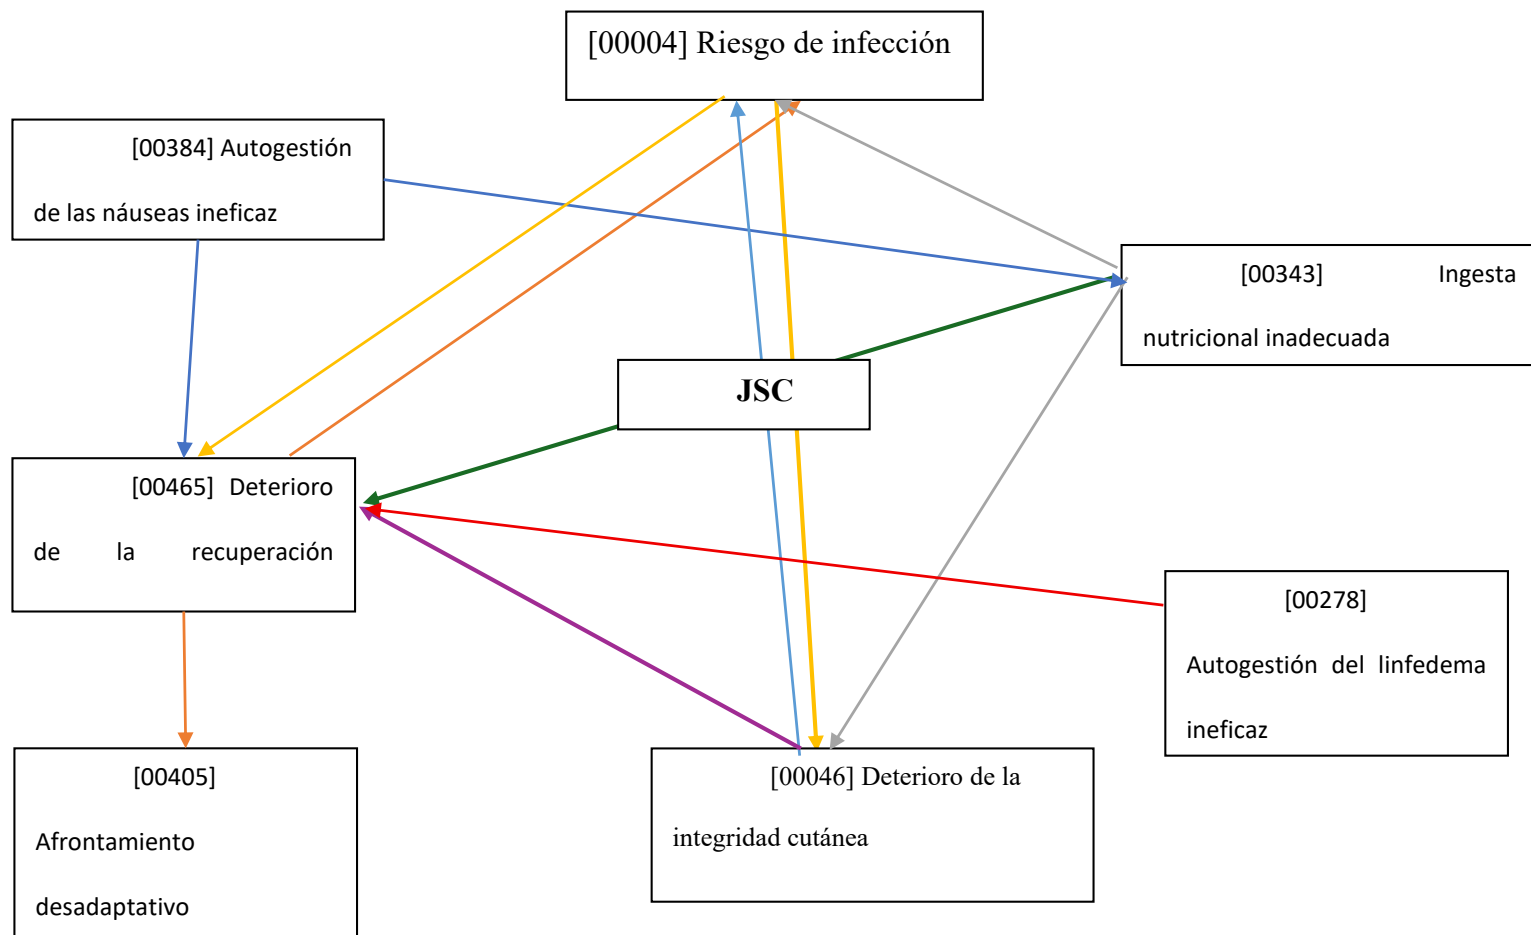 [00004] Riesgo de infección
[00384] Autogestión
de las náuseas ineficaz
[00343] Ingesta
nutricional inadecuada
JSC
[00465] Deterioro
de la recuperación
[00278]
Autogestión del linfedema
ineficaz
[00405]
Afrontamiento
desadaptativo
[00046] Deterioro de la
integridad cutánea